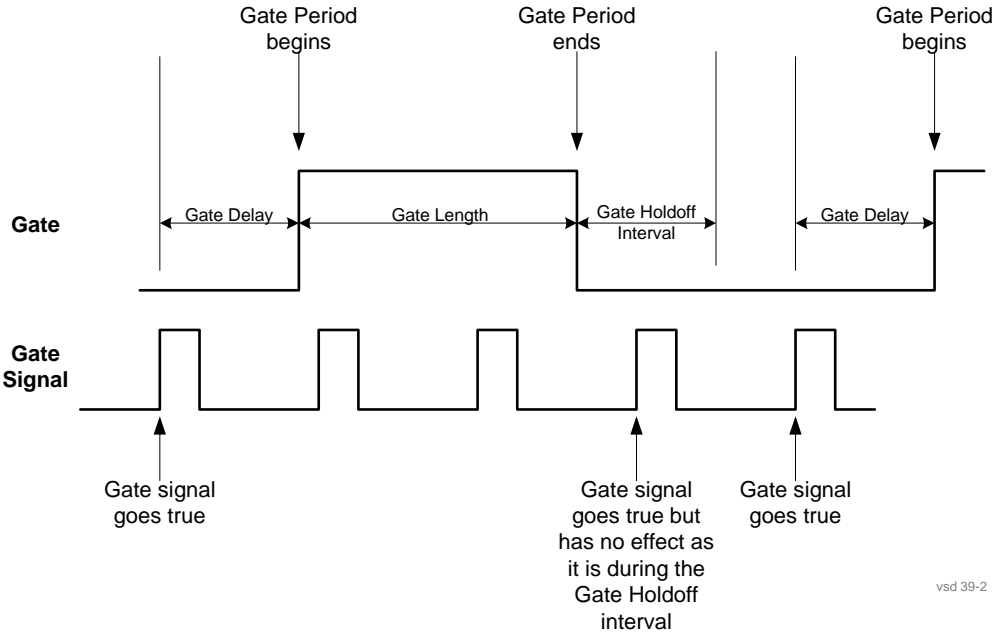 Gate Period
begins
Gate Period
ends
Gate Period
begins
Gate
Gate Delay
Gate Length
Gate Holdoff
Interval
Gate Delay
Gate
Signal
Gate signal
goes true
Gate signal
goes true but
has no effect as
it is during the
Gate Holdoff
interval
Gate signal
goes true
vsd 39-2